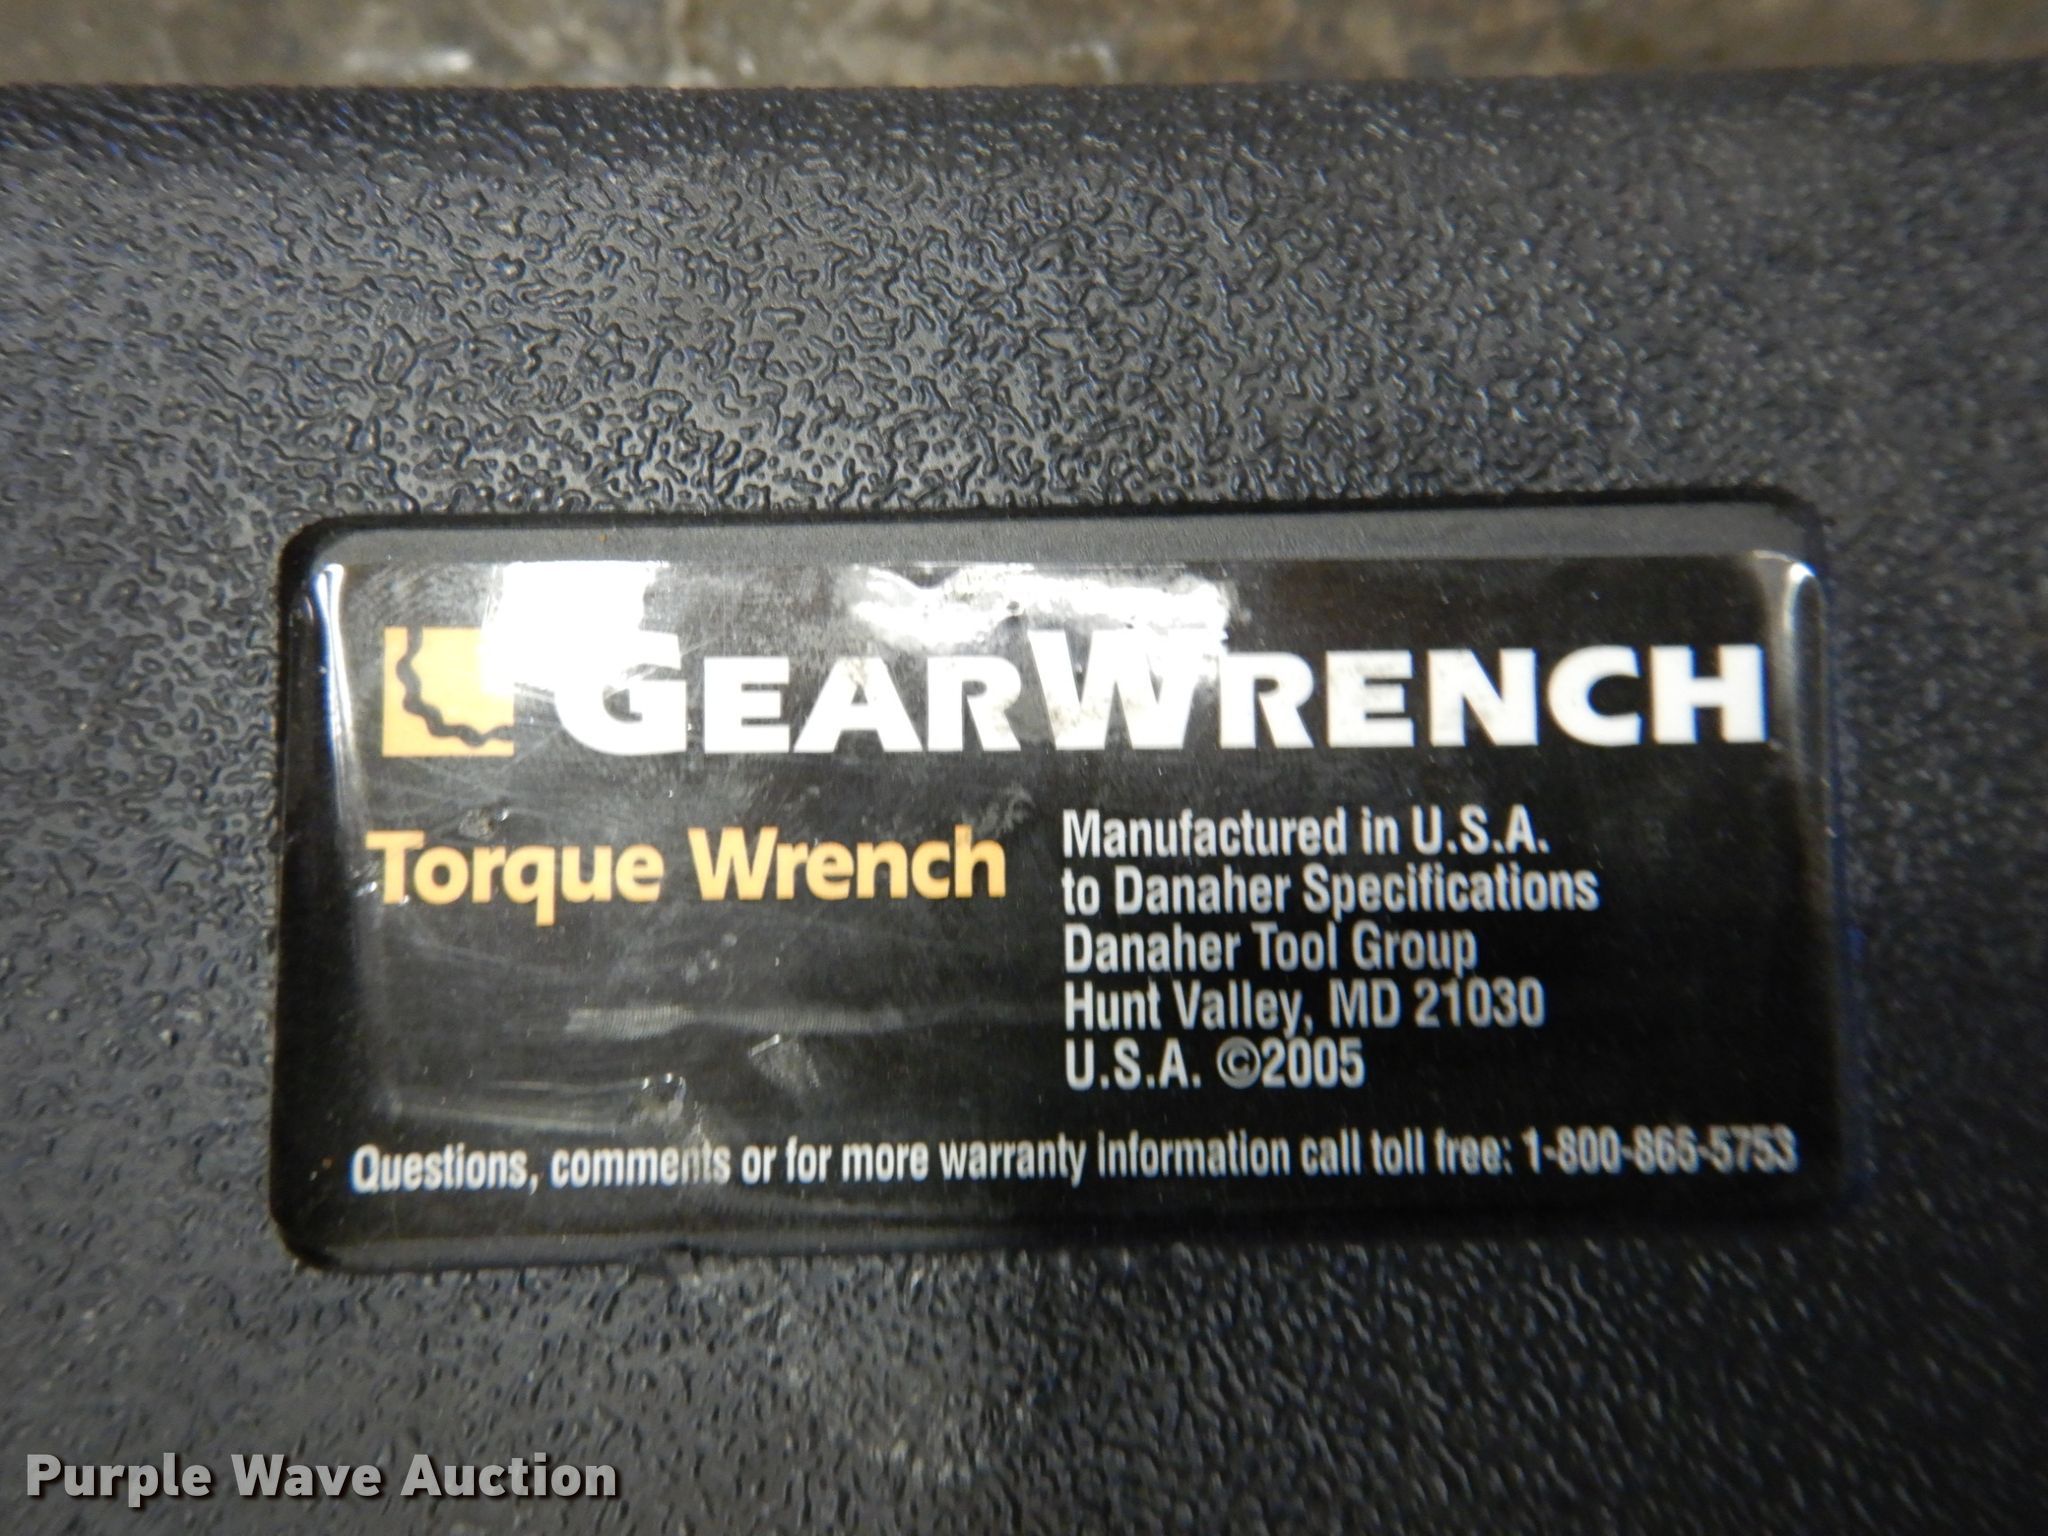 GEARWRENCH
Torque Wrench
Manufactured in U.S.A.
to Danaher Specifications
Danaher Tool Group
Hunt Valley, MD 21030
U.S.A. ©2005
Questions, comments or for more warranty information call toll free: 1-800-866-5753
Purple Wave Auction